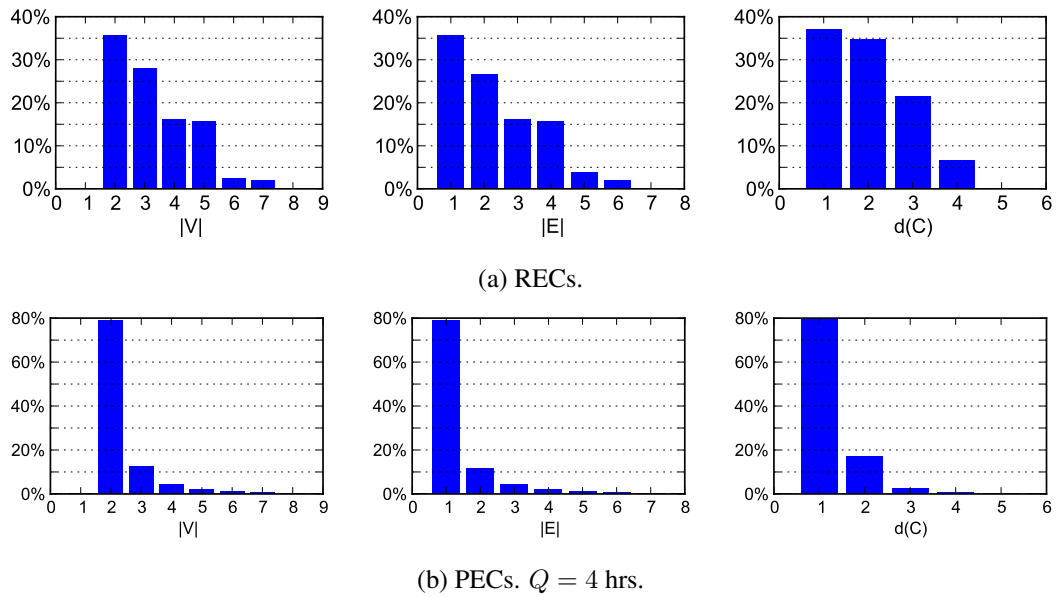 40% 30% 20% 10% 0%
0 1 2 3 4 5 6 7 8 9
|V|
40% 30% 20% 10% 0%
0 1 2 3 4 5 6 7 8
|E|
40% 30% 20% 10% 0%
0 1 2 3 4 5 6
d(C)
(a) RECs.
80% 60% 40% 20% 0%
0 1 2 3 4 5 6 7 8 9
|V|
80% 60% 40% 20% 0%
0 1 2 3 4 5 6 7 8
|E|
80% 60% 40% 20% 0%
0 1 2 3 4 5 6
d(C)
(b) PECs. Q = 4 hrs.